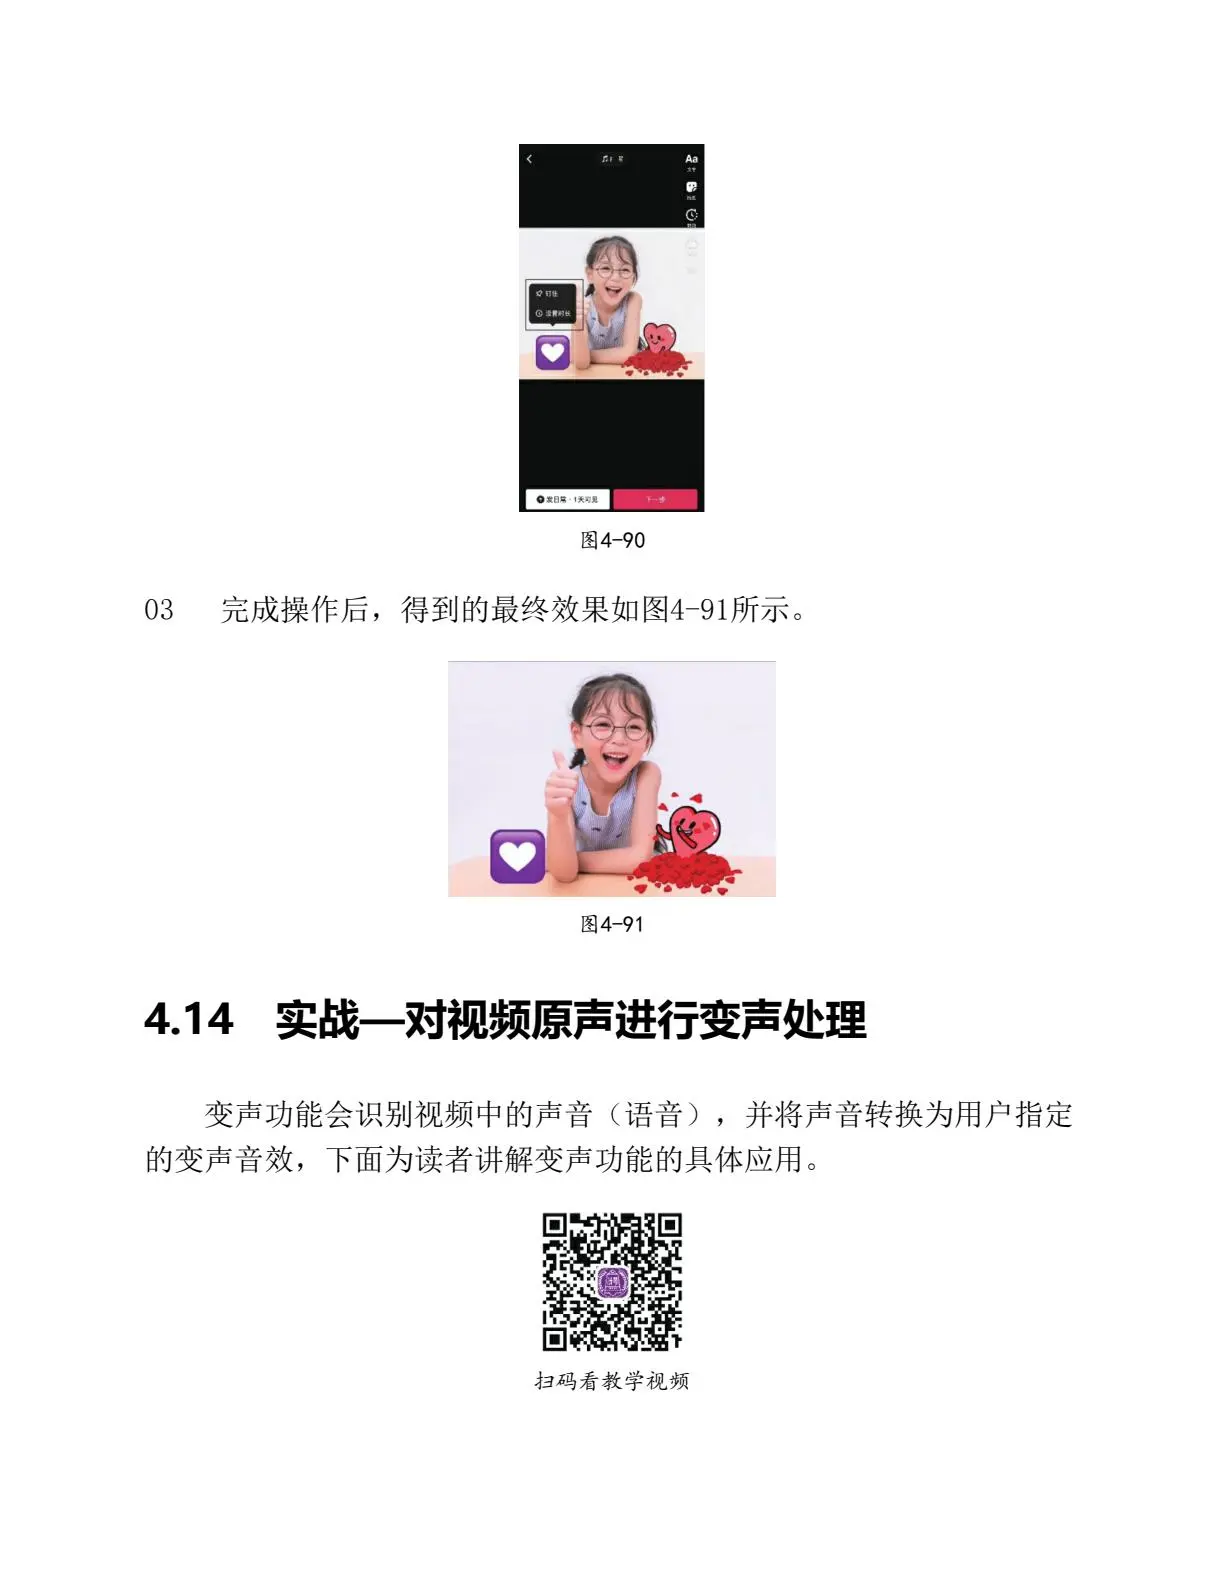 Aa
文字
钉住
设置时长
发日常·1天可见
下一步
图4-90
03 完成操作后，得到的最终效果如图4-91所示。
图4-91
4.14 实战—对视频原声进行变声处理
变声功能会识别视频中的声音（语音），并将声音转换为用户指定
的变声音效，下面为读者讲解变声功能的具体应用。
扫码看教学视频